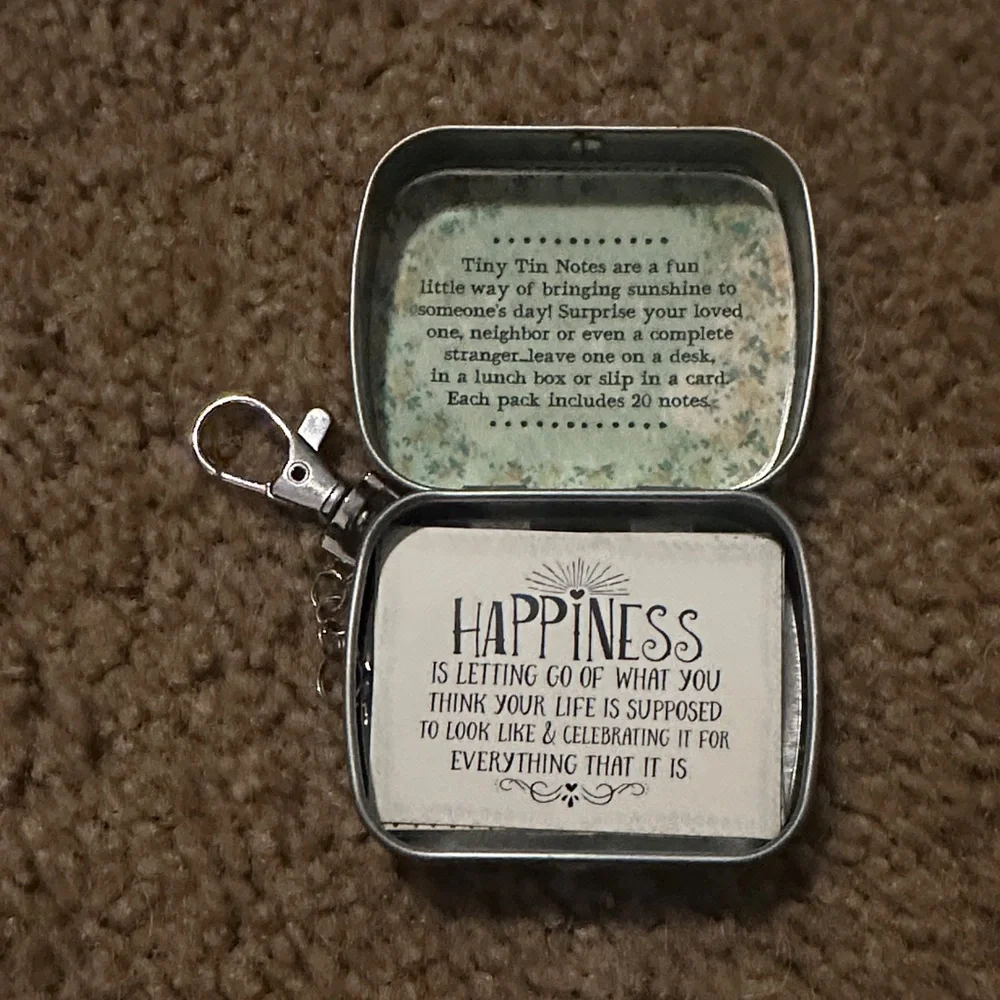 Tiny Tin Notes are a fun
little way of bringing sunshine to
someone's day! Surprise your loved
one, neighbor or even a complete
stranger...leave one on a desk,
in a lunch box or slip in a card.
Each pack includes 20 notes.
HAPPINESS
IS LETTING GO OF WHAT YOU
THINK YOUR LIFE IS SUPPOSED
TO LOOK LIKE & CELEBRATING IT FOR
EVERYTHING THAT IT IS